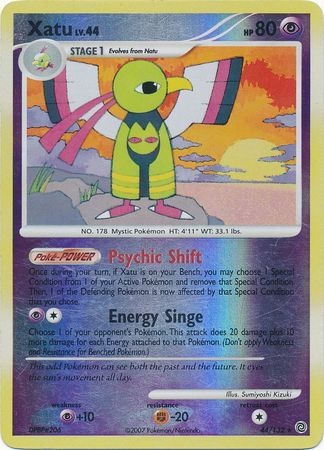 Xatu LV.44 HP 80
STAGE 1 Evolves from Natu
NO. 178 Mystic Pokémon HT: 4'11" WT: 33.1 lbs.
Poké-POWER Psychic Shift
Once during your turn, if Xatu is on your Bench, you may choose 1 Special
Condition from 1 of your Active Pokémon and remove that Special Condition.
Then, 1 of the Defending Pokémon is now affected by that Special Condition
that you chose.
Energy Singe
Choose 1 of your opponent's Pokémon. This attack does 20 damage plus 10
more damage for each Energy attached to that Pokémon. (Don't apply Weakness
and Resistance for Benched Pokémon.)
This odd Pokémon can see both the past and the future. It eyes
the sun's movement all day.
Illus. Sumiyoshi Kizuki
weakness resistance retreat cost
+10 -20
DPBP#206 ©2007 Pokémon/Nintendo 44/132 ★